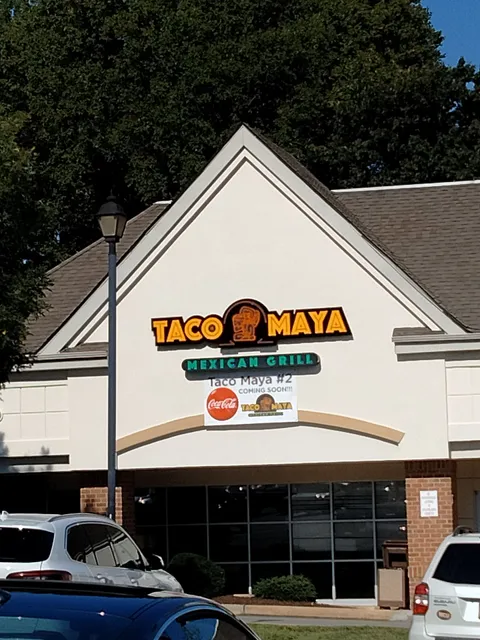 TACO MAYA
MEXICAN GRILL
Taco Maya #2
COMING SOON!!!
Coca-Cola
TACO MAYA